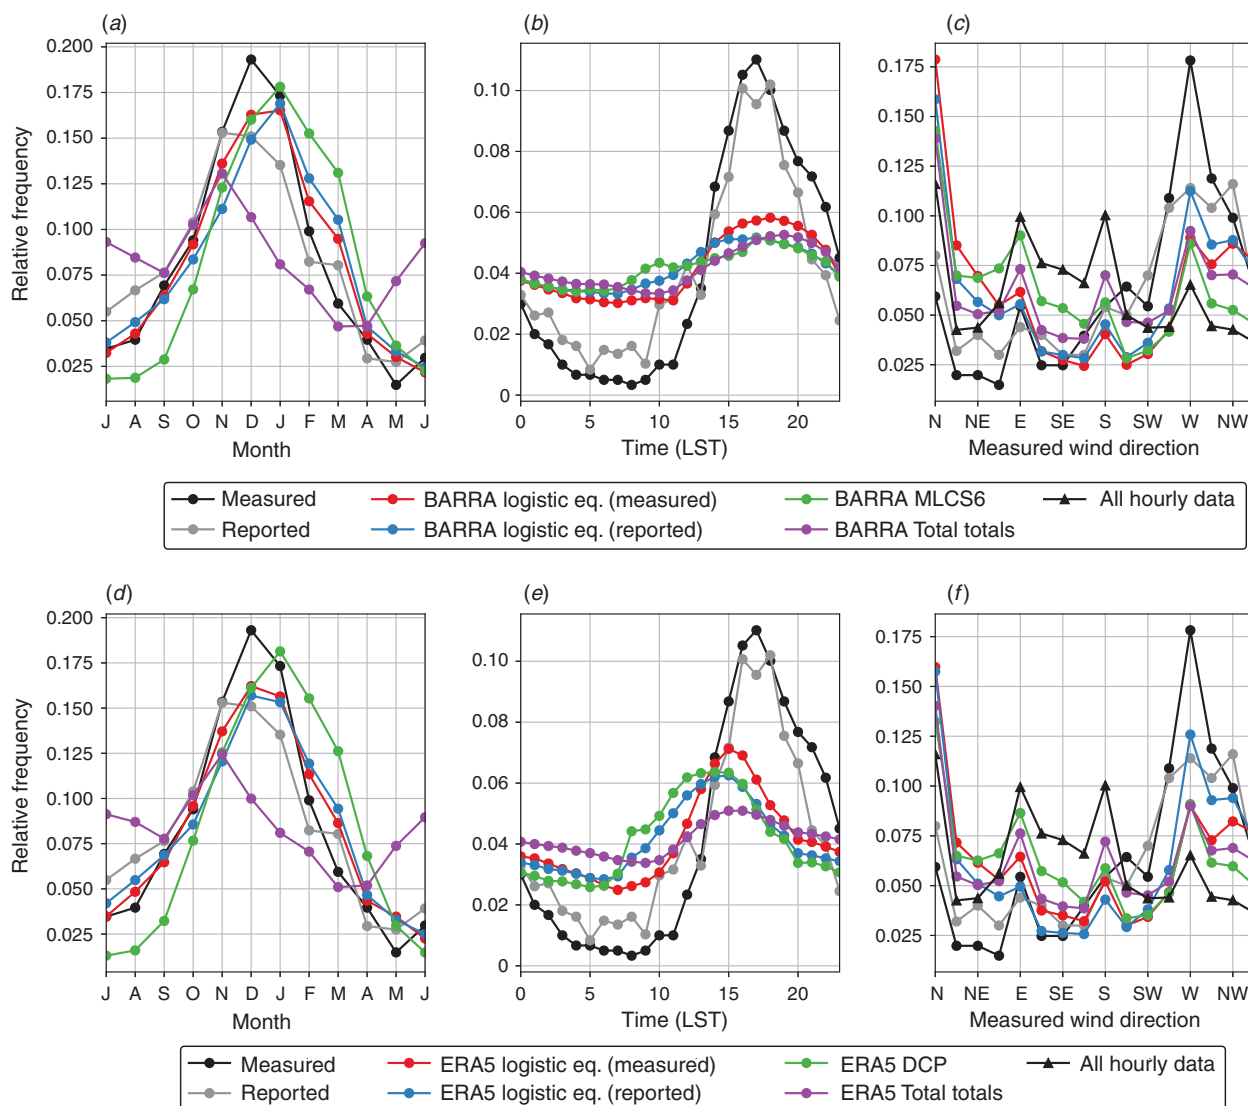 (a) (b) (c)
0.200
0.175
0.150
0.125
0.100
0.075
0.050
0.025
Relative frequency
J A S O N D J F M A M J
Month
0.10
0.08
0.06
0.04
0.02
0
0 5 10 15 20
Time (LST)
0.175
0.150
0.125
0.100
0.075
0.050
0.025
N NE E SE S SW W NW
Measured wind direction
Measured BARRA logistic eq. (measured) BARRA MLCS6 All hourly data
Reported BARRA logistic eq. (reported) BARRA Total totals
(d) (e) (f)
0.200
0.175
0.150
0.125
0.100
0.075
0.050
0.025
Relative frequency
J A S O N D J F M A M J
Month
0.10
0.08
0.06
0.04
0.02
0
0 5 10 15 20
Time (LST)
0.175
0.150
0.125
0.100
0.075
0.050
0.025
N NE E SE S SW W NW
Measured wind direction
Measured ERA5 logistic eq. (measured) ERA5 DCP All hourly data
Reported ERA5 logistic eq. (reported) ERA5 Total totals